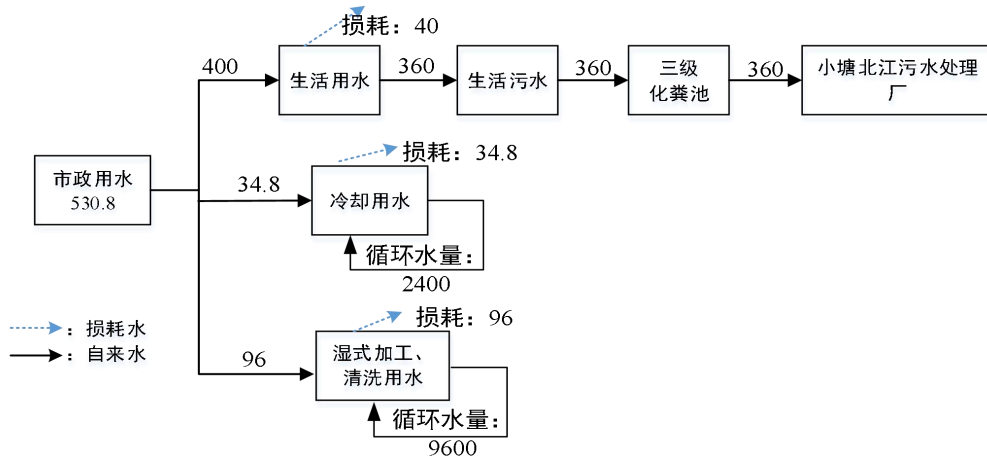 损耗：40
400
生活用水
360
生活污水
360
三级
化粪池
360
小塘北江污水处理
厂
市政用水
530.8
34.8
损耗：34.8
冷却用水
循环水量：
2400
：损耗水
：自来水
96
损耗：96
湿式加工、
清洗用水
循环水量：
9600